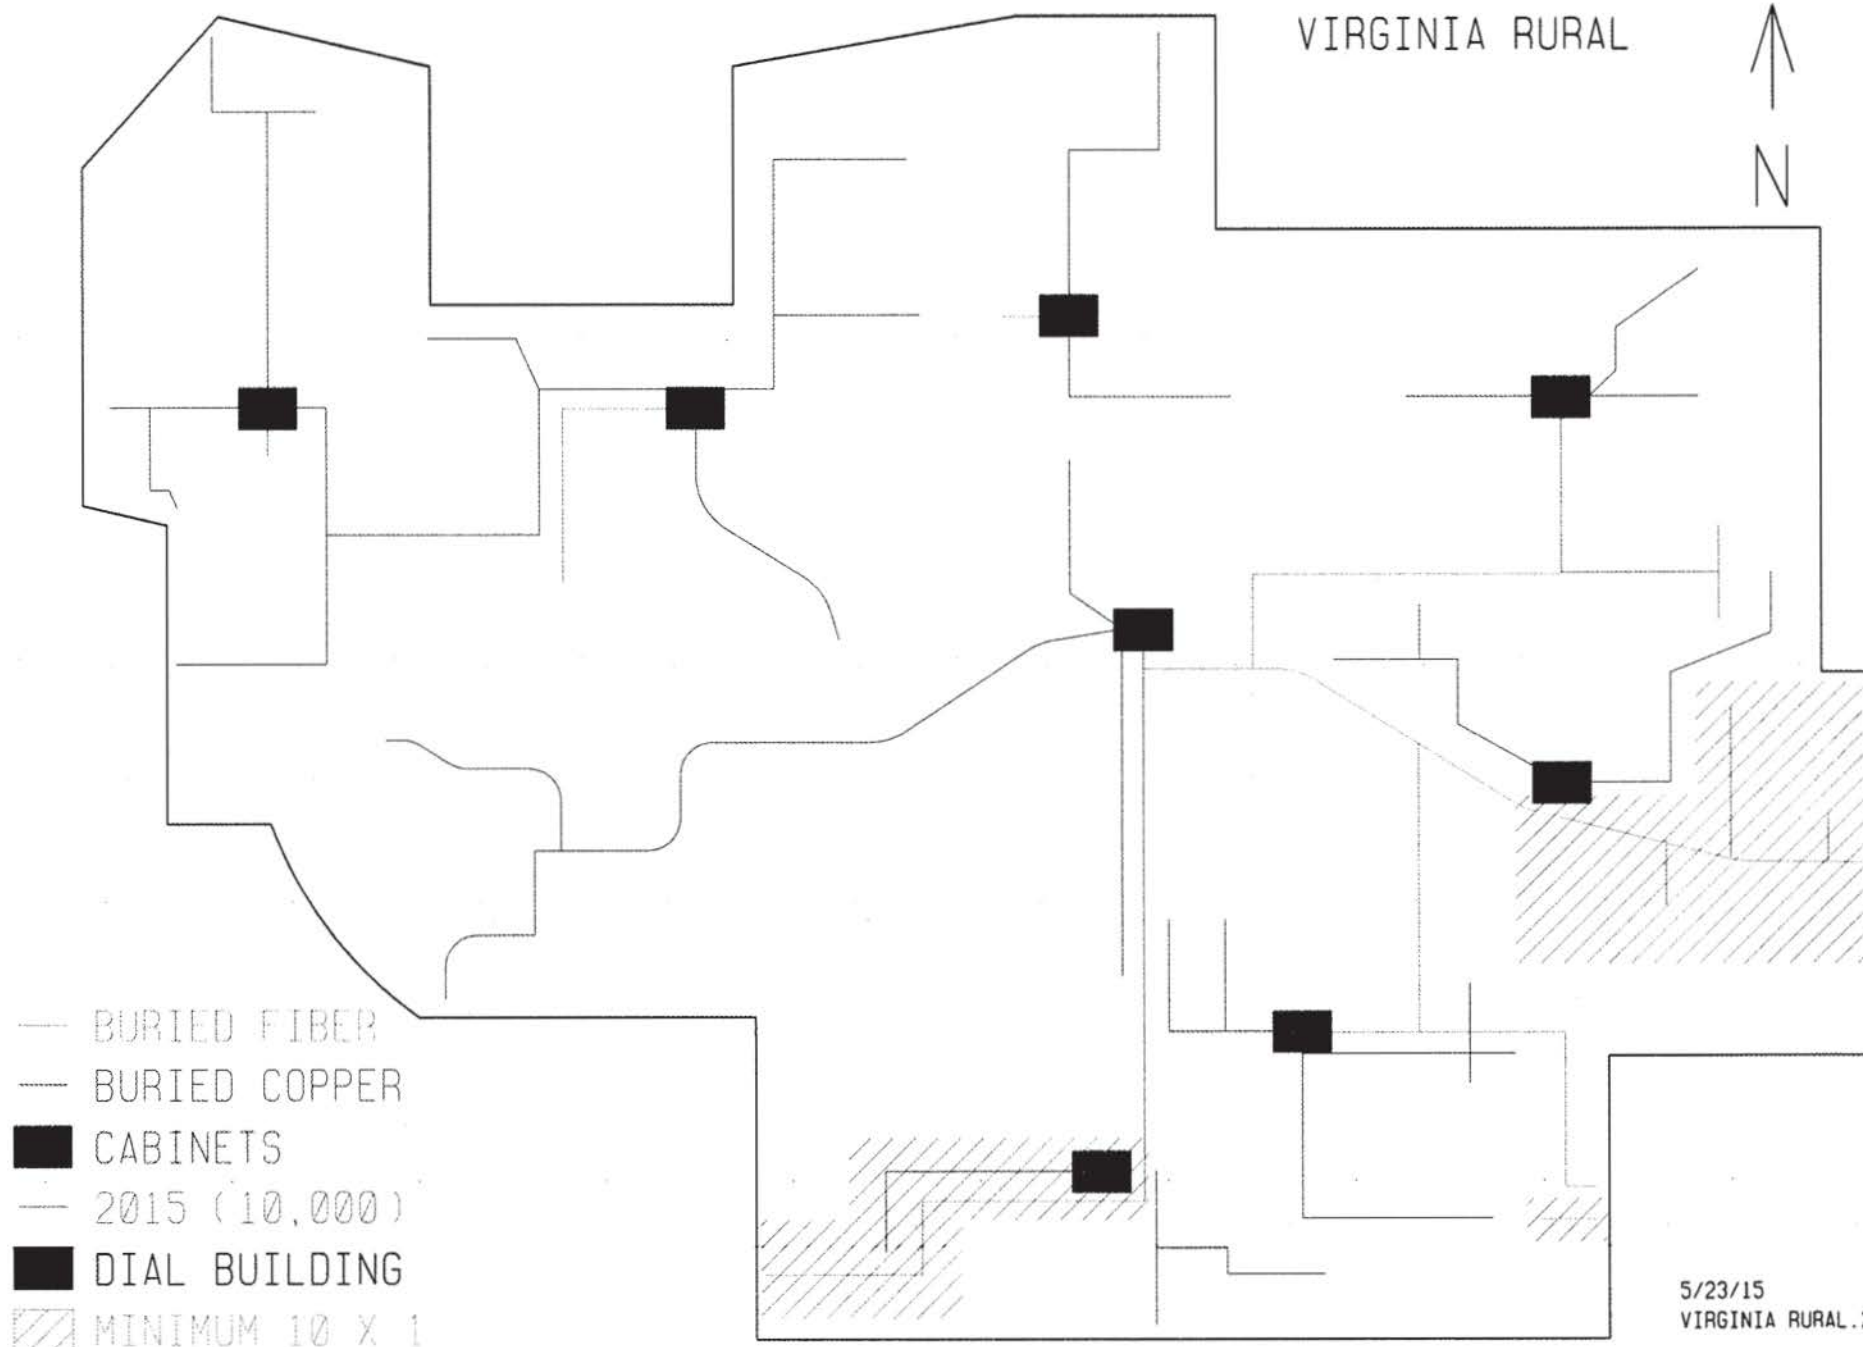 VIRGINIA RURAL
N
BURIED FIBER
BURIED COPPER
CABINETS
2015 (10,000)
DIAL BUILDING
MINIMUM 10 X 1
5/23/15
VIRGINIA RURAL.